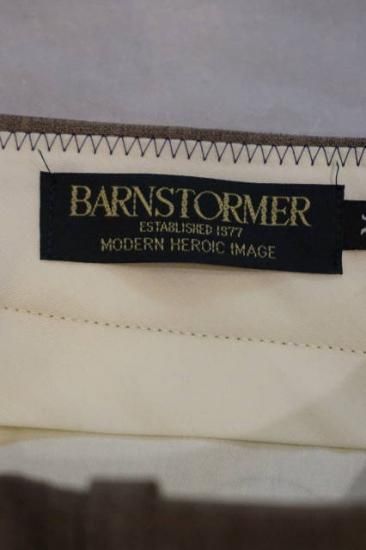 BARNSTORMER
ESTABLISHED 1977
MODERN HEROIC IMAGE